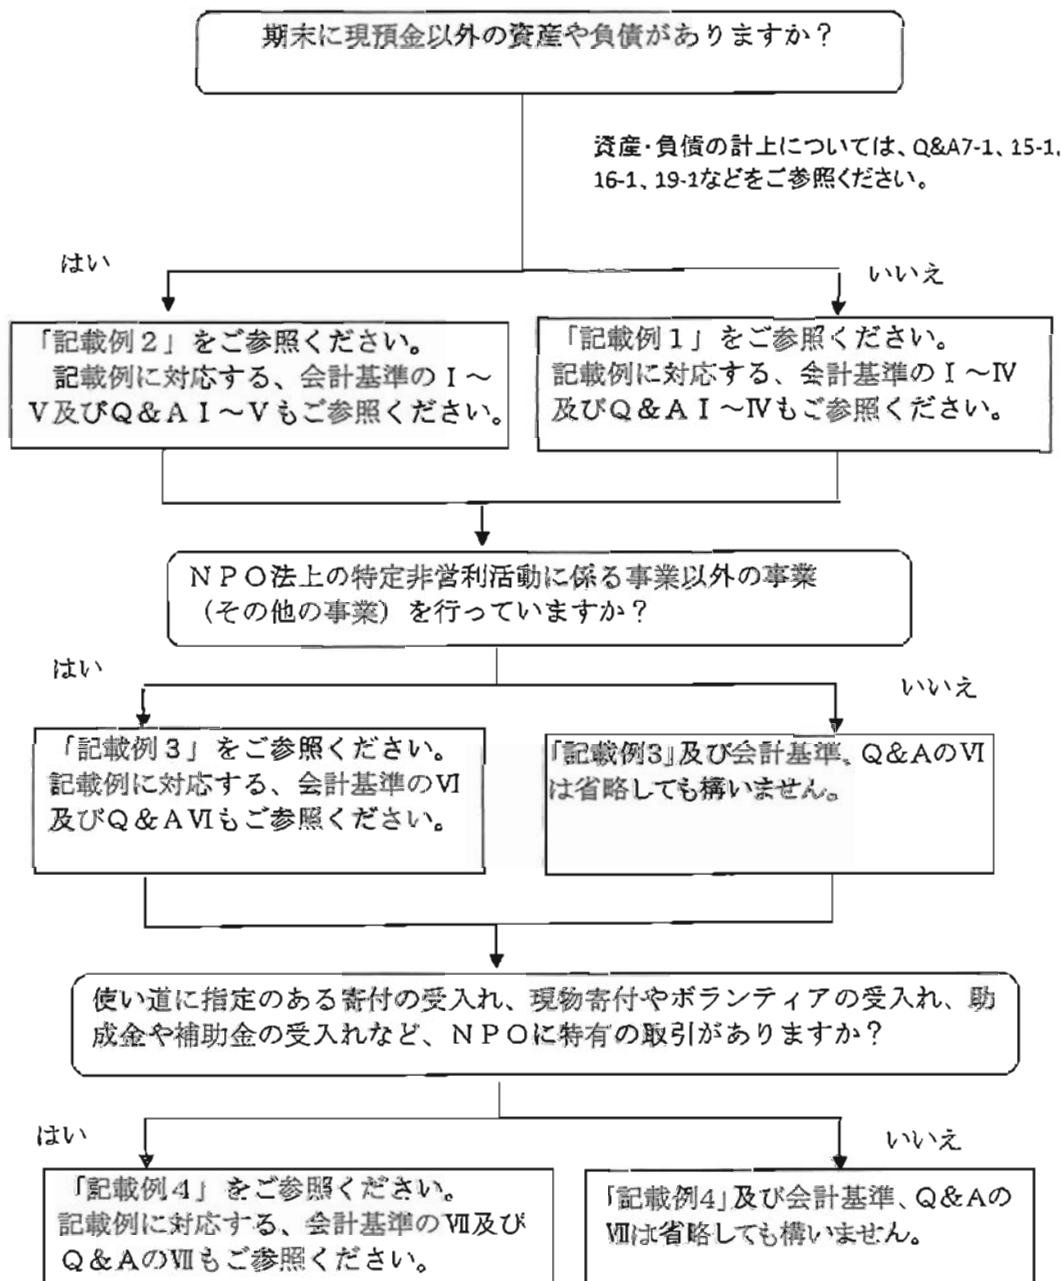 期末に現預金以外の資産や負債がありますか？
資産・負債の計上については、Q&A7-1、15-1、
16-1、19-1などをご参照ください。
はい
いいえ
「記載例２」をご参照ください。
記載例に対応する、会計基準のⅠ～
Ⅴ及びＱ＆ＡⅠ～Ⅴもご参照ください。
「記載例１」をご参照ください。
記載例に対応する、会計基準のⅠ～Ⅳ
及びＱ＆ＡⅠ～Ⅳもご参照ください。
ＮＰＯ法上の特定非営利活動に係る事業以外の事業
（その他の事業）を行っていますか？
はい
いいえ
「記載例３」をご参照ください。
記載例に対応する、会計基準のⅥ
及びＱ＆ＡⅥもご参照ください。
「記載例3」及び会計基準、Ｑ＆ＡのⅥ
は省略しても構いません。
使い道に指定のある寄付の受入れ、現物寄付やボランティアの受入れ、助
成金や補助金の受入れなど、ＮＰＯに特有の取引がありますか？
はい
いいえ
「記載例４」をご参照ください。
記載例に対応する、会計基準のⅦ及び
Ｑ＆ＡのⅦもご参照ください。
「記載例4」及び会計基準、Ｑ＆Ａの
Ⅶは省略しても構いません。